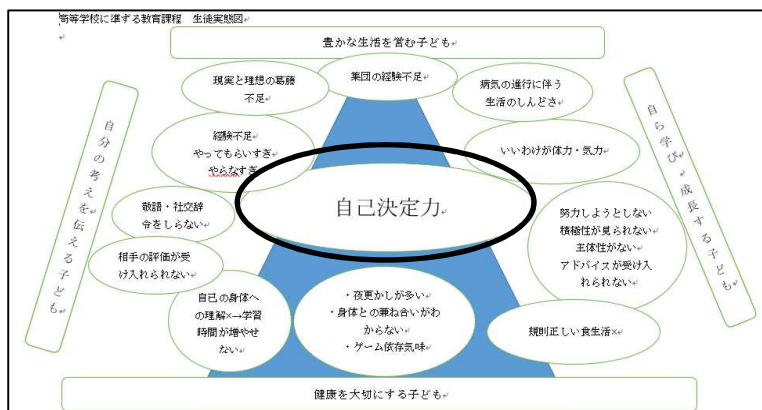 高等学校に準ずる教育課程 生徒実態図
豊かな生活を営む子ども
現実と理想の葛藤
不足
集団の経験不足
病気の進行に伴う
生活のしんどさ
自分の考えを伝える子ども
経験不足
やってもらいすぎ
やらなすぎ
いいわけが体力・気力
自ら学び 成長する子ども
自己決定力
敬語・社交辞
令をしらない
努力しようとしない
積極性が見られない
主体性がない
アドバイスが受け入
れられない
相手の評価が受
け入れられない
自己の身体へ
の理解×→学習
時間が増やせ
ない
・夜更かしが多い
・身体との兼ね合いがわ
からない
・ゲーム依存気味
規則正しい食生活×
健康を大切にする子ども